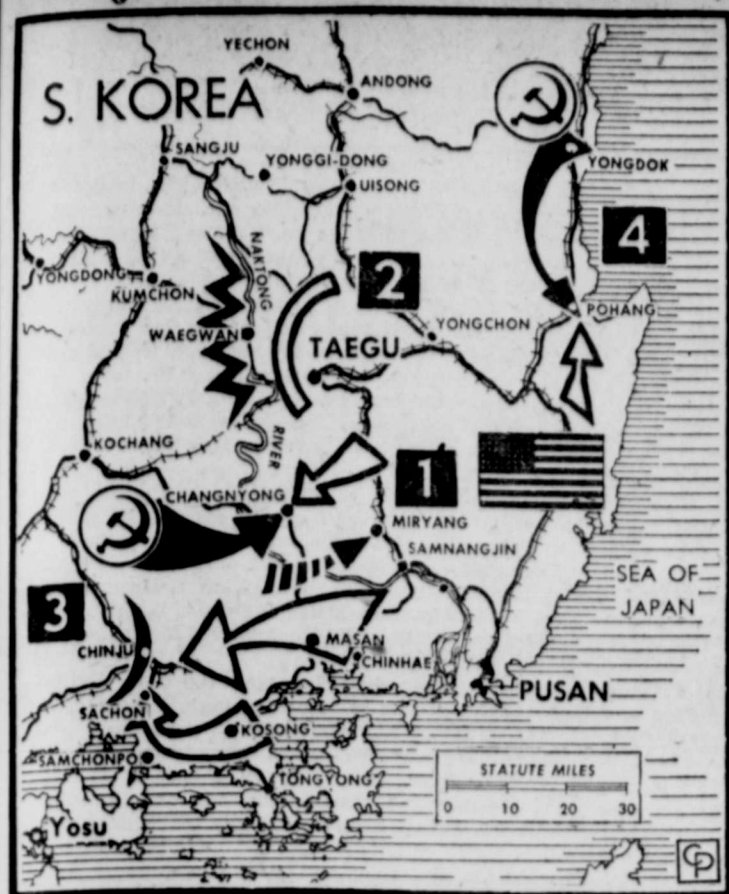 YECHON
ANDONG
S. KOREA
SANGJU
YONGGI-DONG
YONGDOK
UISONG
4
NAKTONG
YONGDONG
2
KUMCHON
POHANG
WAEGWAN
YONGCHON
TAEGU
KOCHANG
RIVER
1
CHANGNYONG
MIRYANG
SAMNANGJIN
SEA OF
JAPAN
3
MASAN
CHINJU
CHINHAE
PUSAN
SACHON
KOSONG
SAMCHONPO
STATUTE MILES
TONGYONG
0 10 20 30
Yosu
CP